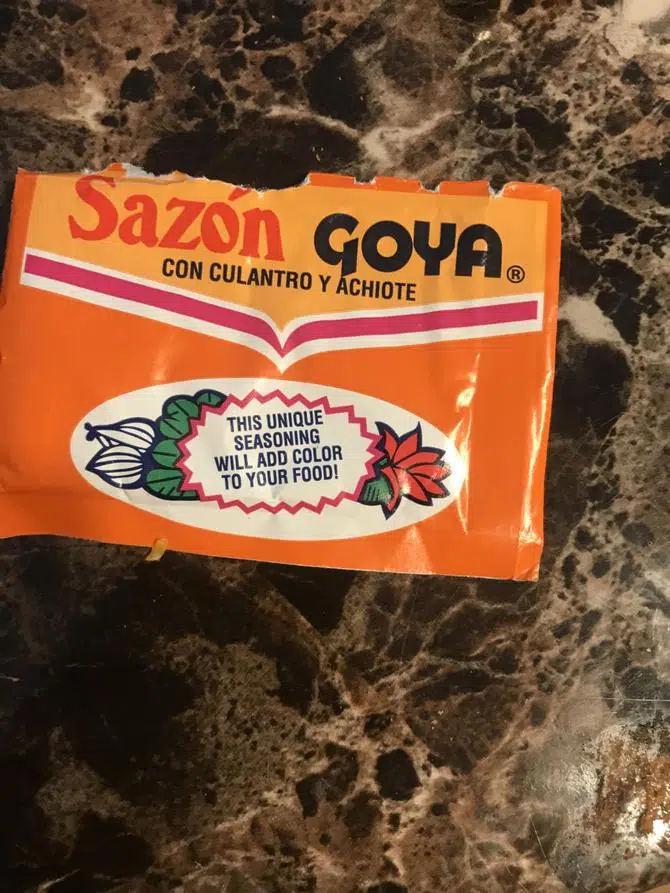 Sazón GOYA®
CON CULANTRO Y ACHIOTE
THIS UNIQUE
SEASONING
WILL ADD COLOR
TO YOUR FOOD!